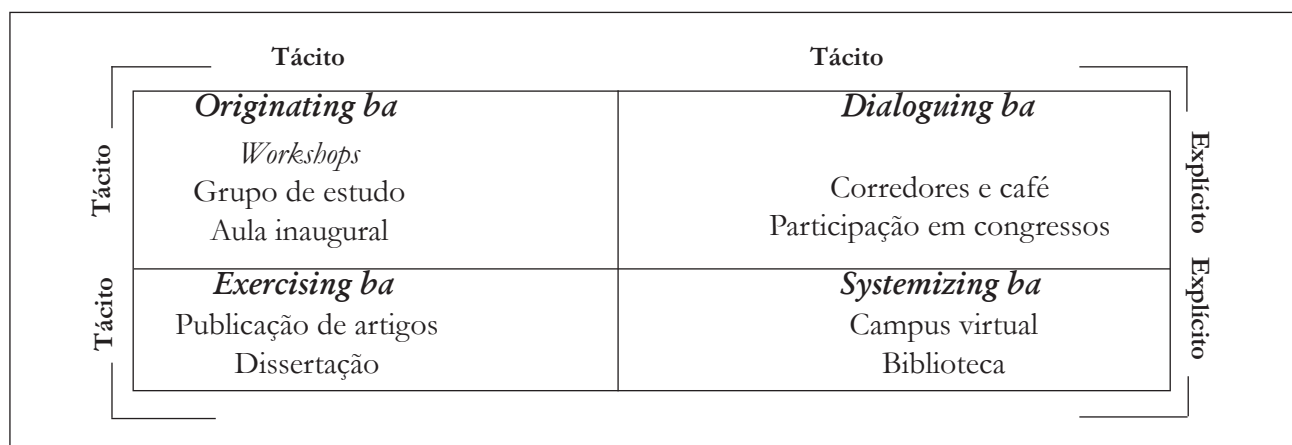 Tácito Tácito
Tácito
Originating ba
Workshops
Grupo de estudo
Aula inaugural
Dialoguing ba
Corredores e café
Participação em congressos
Explícito
Tácito
Exercising ba
Publicação de artigos
Dissertação
Systemizing ba
Campus virtual
Biblioteca
Explícito